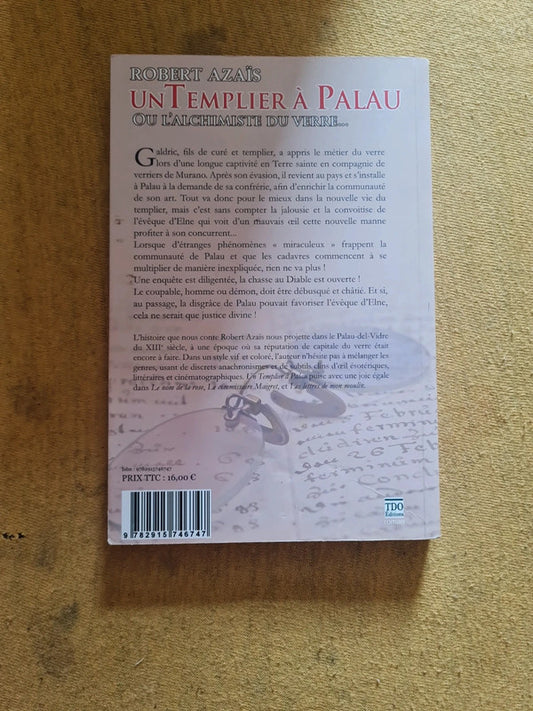 ROBERT AZAÏS
UN TEMPLIER À PALAU
OU L'ALCHIMISTE DU VERRE...
Galdric, fils de curé et templier, a appris le métier du verre
lors d'une longue captivité en Terre sainte en compagnie de
verriers de Murano. Après son évasion, il revient au pays et s'installe
à Palau à la demande de sa confrérie, afin d'enrichir la communauté
de son art. Tout va donc pour le mieux dans la nouvelle vie du
templier, mais c'est sans compter la jalousie et la convoitise de
l'évêque d'Elne qui voit d'un mauvais œil cette nouvelle manne
profiter à son concurrent...
Lorsque d'étranges phénomènes « miraculeux » frappent la
communauté de Palau et que les cadavres commencent à se
multiplier de manière inexpliquée, rien ne va plus !
Une enquête est diligentée, la chasse au Diable est ouverte !
Le coupable, homme ou démon, doit être débusqué et châtié. Et si,
au passage, la disgrâce de Palau pouvait favoriser l'évêque d'Elne,
cela ne serait que justice divine !
L'histoire que nous conte Robert Azaïs nous projette dans le Palau-del-Vidre
du XIIIe siècle, à une époque où sa réputation de capitale du verre était
encore à faire. Dans un style vif et coloré, l'auteur n'hésite pas à mélanger les
genres, usant de discrets anachronismes et de subtils clins d'œil ésotériques,
littéraires et cinématographiques. Un Templier à Palau puise avec une joie égale
dans Le nom de la rose, Le commissaire Maigret, et Les lettres de mon moulin.
Isbn : 9782915746747
PRIX TTC : 16,00 €
9 782915 746747
TDO
Editions
roman